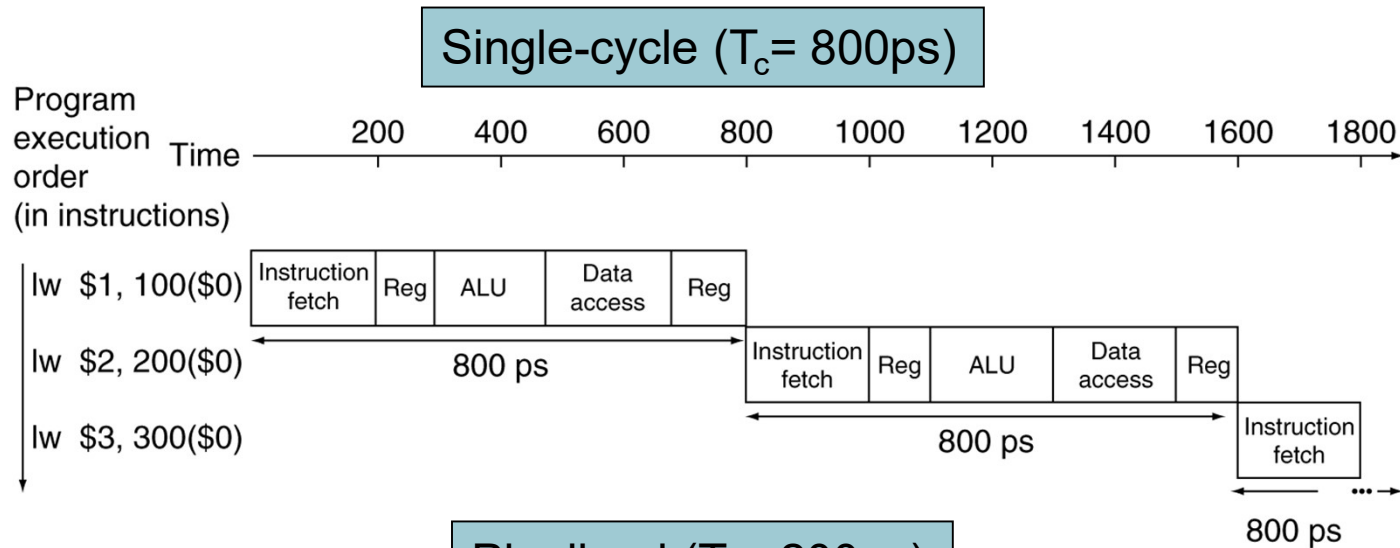 Single-cycle (Tc= 800ps)
Program
execution
order
(in instructions)
Time
200 400 600 800 1000 1200 1400 1600 1800
lw $1, 100($0)
Instruction
fetch
Reg
ALU
Data
access
Reg
800 ps
lw $2, 200($0)
Instruction
fetch
Reg
ALU
Data
access
Reg
800 ps
lw $3, 300($0)
Instruction
fetch
...
800 ps